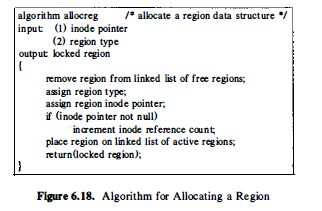 algorithm allocreg /* allocate a region data structure */
input: (1) inode pointer
(2) region type
output: locked region
{
remove region from linked list of free regions;
assign region type;
assign region inode pointer;
if (inode pointer not null)
increment inode reference count;
place region on linked list of active regions;
return(locked region);
}
Figure 6.18. Algorithm for Allocating a Region